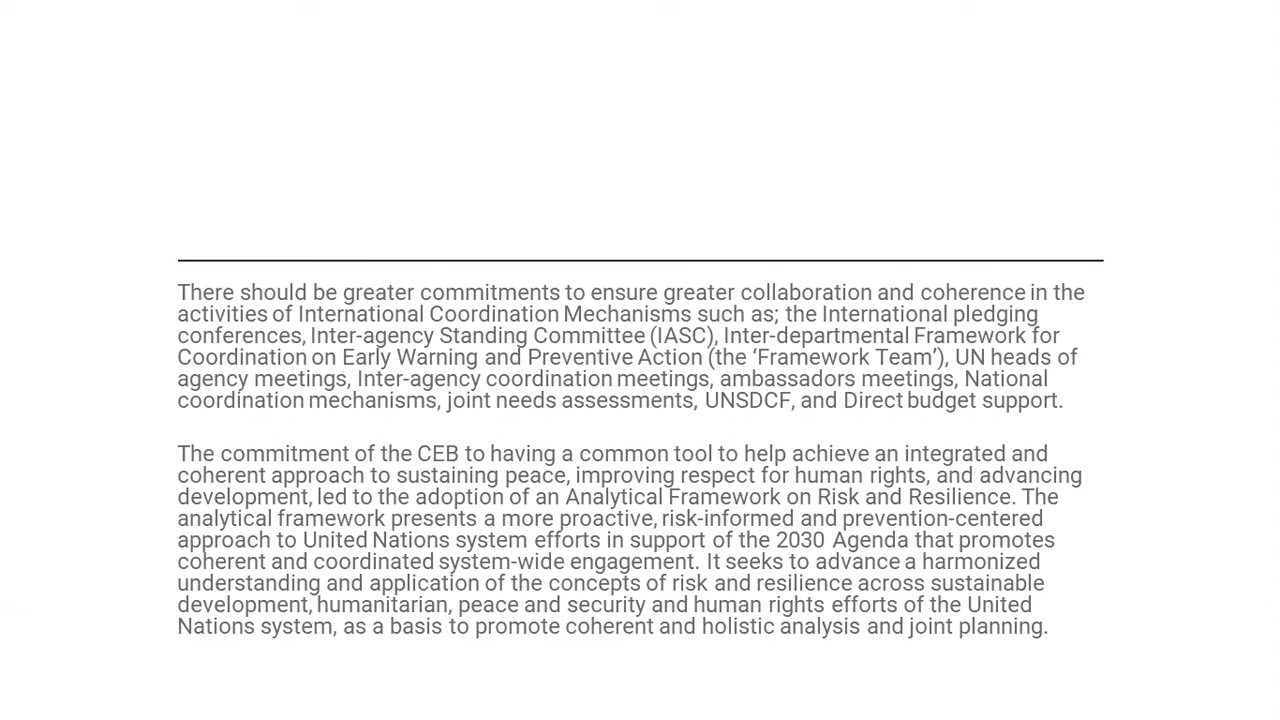 There should be greater commitments to ensure greater collaboration and coherence in the
activities of International Coordination Mechanisms such as; the International pledging
conferences, Inter-agency Standing Committee (IASC), Inter-departmental Framework for
Coordination on Early Warning and Preventive Action (the ‘Framework Team’), UN heads of
agency meetings, Inter-agency coordination meetings, ambassadors meetings, National
coordination mechanisms, joint needs assessments, UNSDCF, and Direct budget support.
The commitment of the CEB to having a common tool to help achieve an integrated and
coherent approach to sustaining peace, improving respect for human rights, and advancing
development, led to the adoption of an Analytical Framework on Risk and Resilience. The
analytical framework presents a more proactive, risk-informed and prevention-centered
approach to United Nations system efforts in support of the 2030 Agenda that promotes
coherent and coordinated system-wide engagement. It seeks to advance a harmonized
understanding and application of the concepts of risk and resilience across sustainable
development, humanitarian, peace and security and human rights efforts of the United
Nations system, as a basis to promote coherent and holistic analysis and joint planning.